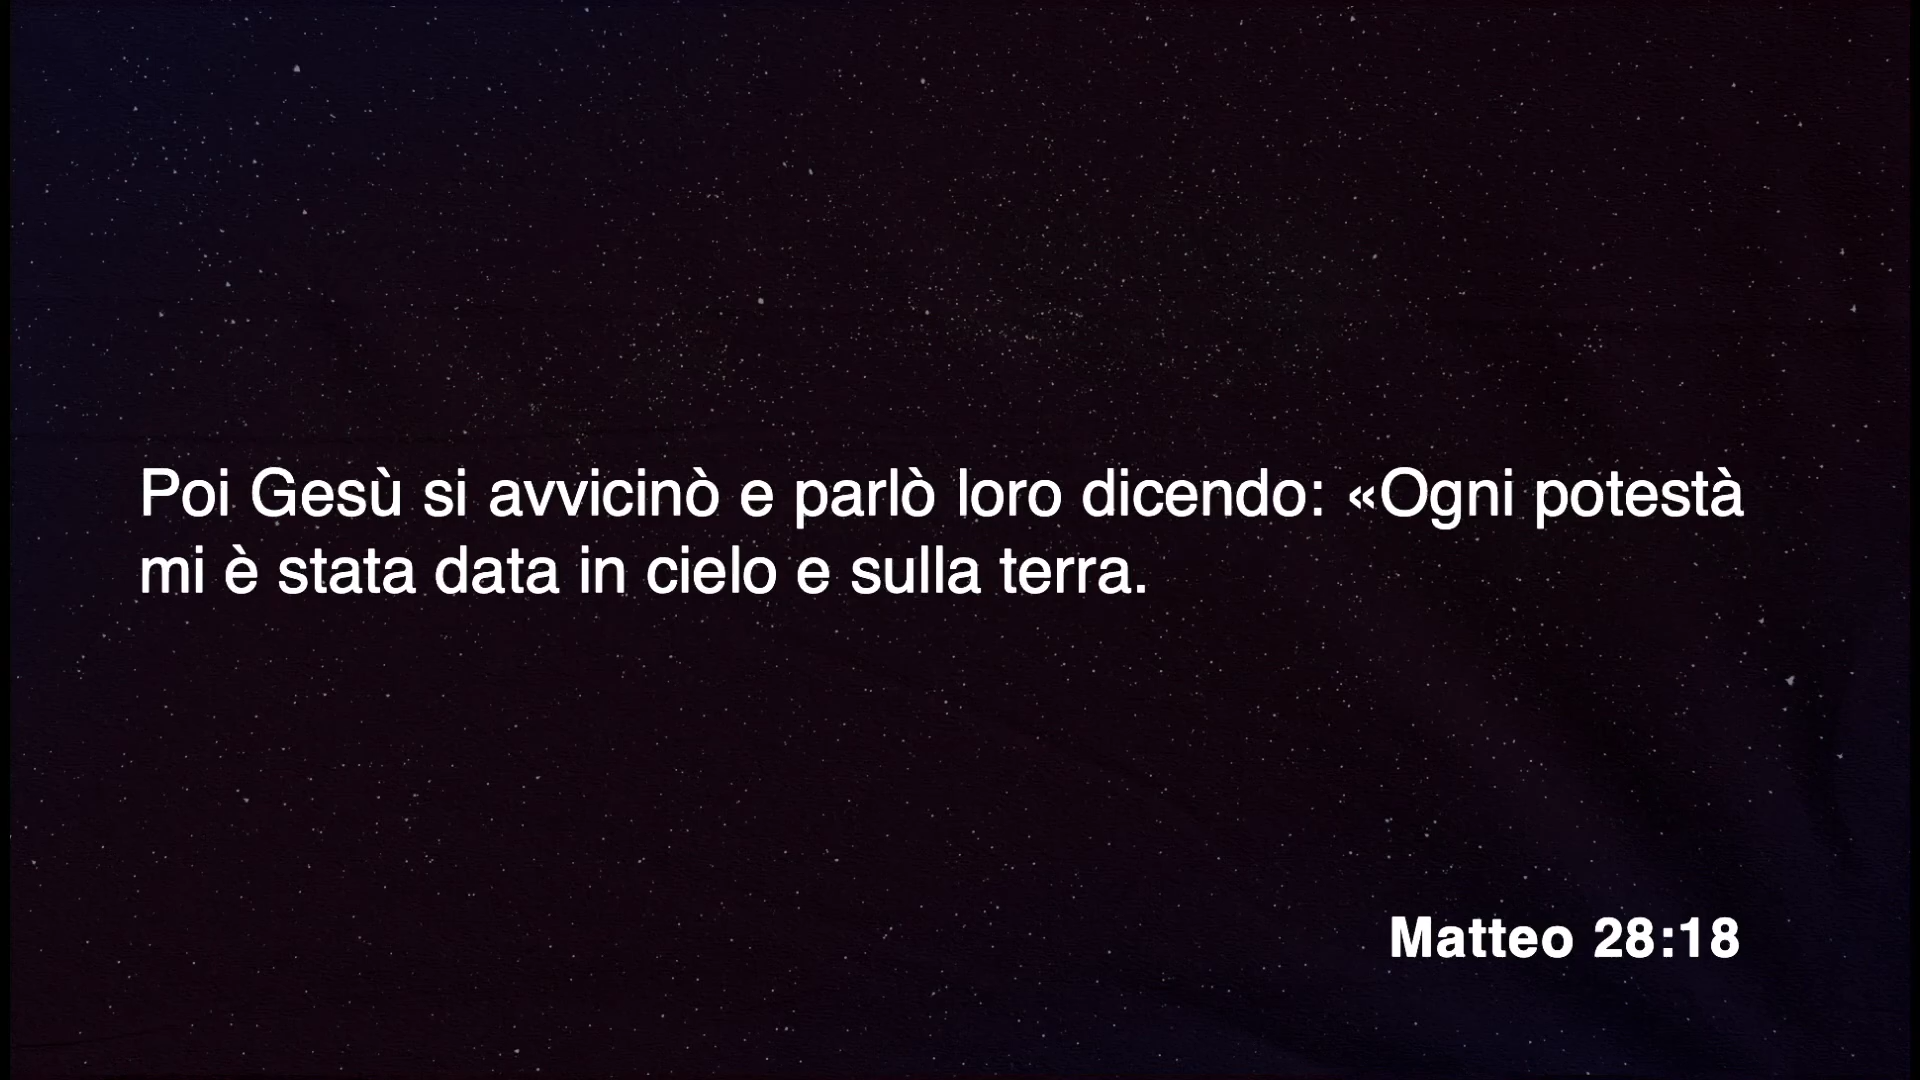 Poi Gesù si avvicinò e parlò loro dicendo: «Ogni potestà
mi è stata data in cielo e sulla terra.
Matteo 28:18